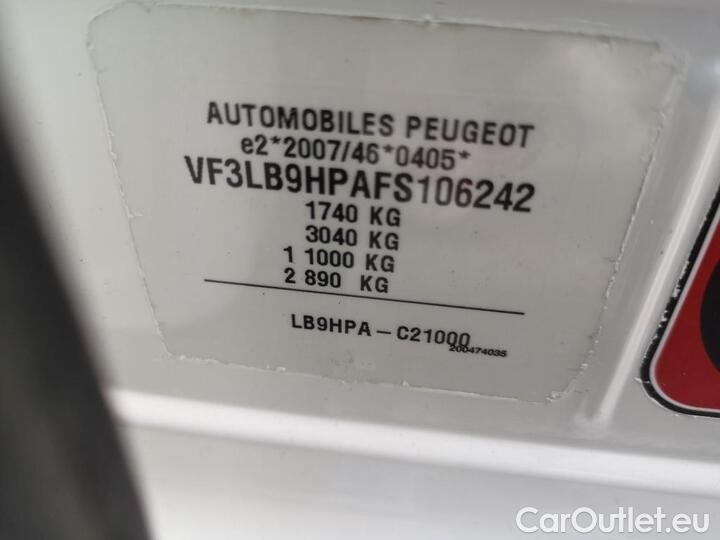 AUTOMOBILES PEUGEOT
e2*2007/46*0405*
VF3LB9HPAFS106242
1740 KG
3040 KG
1 1000 KG
2 890 KG
LB9HPA – C21000
200474035
CarOutlet.eu